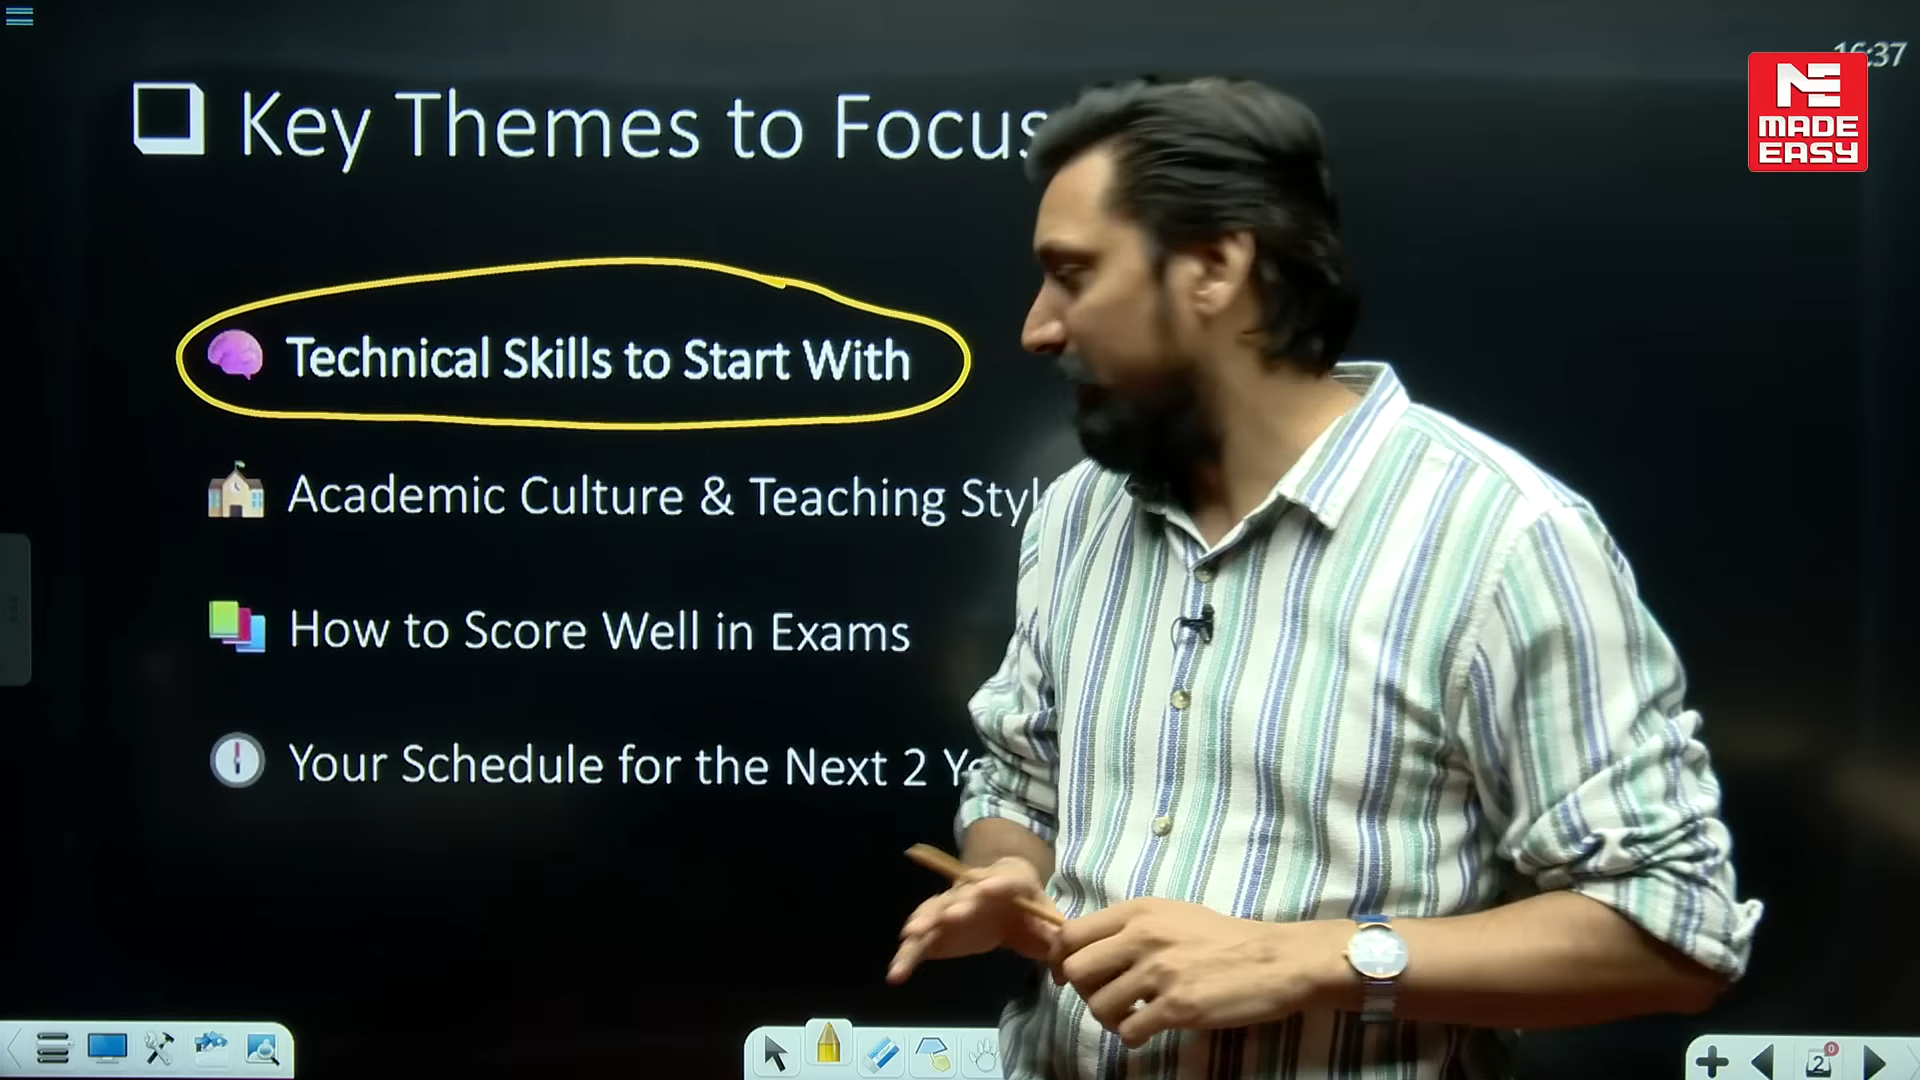 16:37
MADE
EASY
Key Themes to Focus
Technical Skills to Start With
Academic Culture & Teaching
How to Score Well in Exams
Your Schedule for the Next 2
2
0